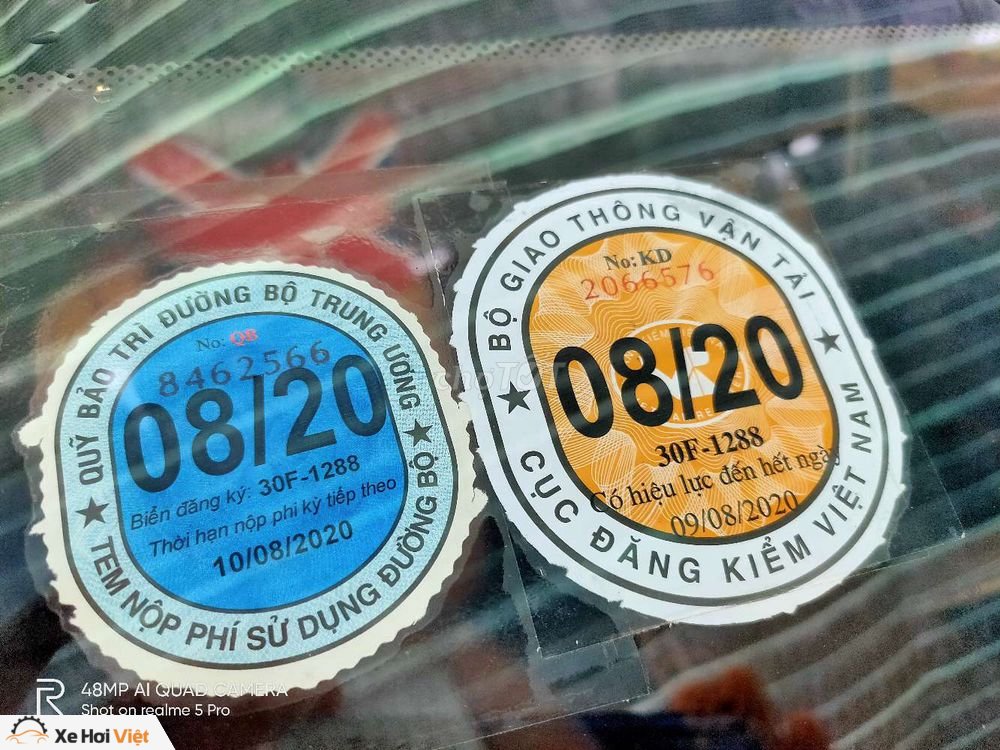 QUỸ BẢO TRÌ ĐƯỜNG BỘ TRUNG ƯƠNG
No: QB
8462566
08/20
Biển đăng ký: 30F-1288
Thời hạn nộp phí kỳ tiếp theo
10/08/2020
TEM NỘP PHÍ SỬ DỤNG ĐƯỜNG BỘ
BỘ GIAO THÔNG VẬN TẢI
No: KD
2066576
08/20
30F-1288
Có hiệu lực đến hết ngà
09/08/2020
CỤC ĐĂNG KIỂM VIỆT NAM
R
48MP AI QUAD CAMERA
Shot on realme 5 Pro
Xe Hơi Việt